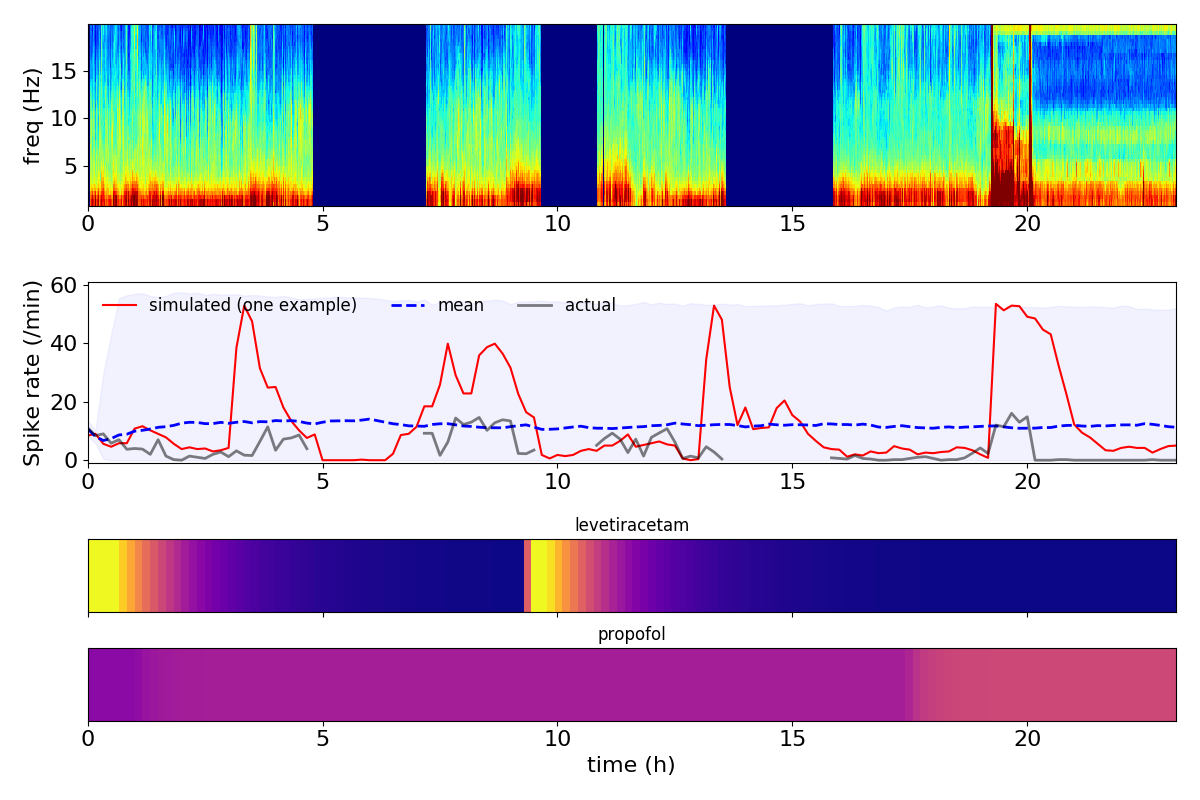 freq (Hz)
15
10
5
0 5 10 15 20
Spike rate (/min)
60
40
20
0
simulated (one example) mean actual
0 5 10 15 20
levetiracetam
propofol
0 5 10 15 20
time (h)